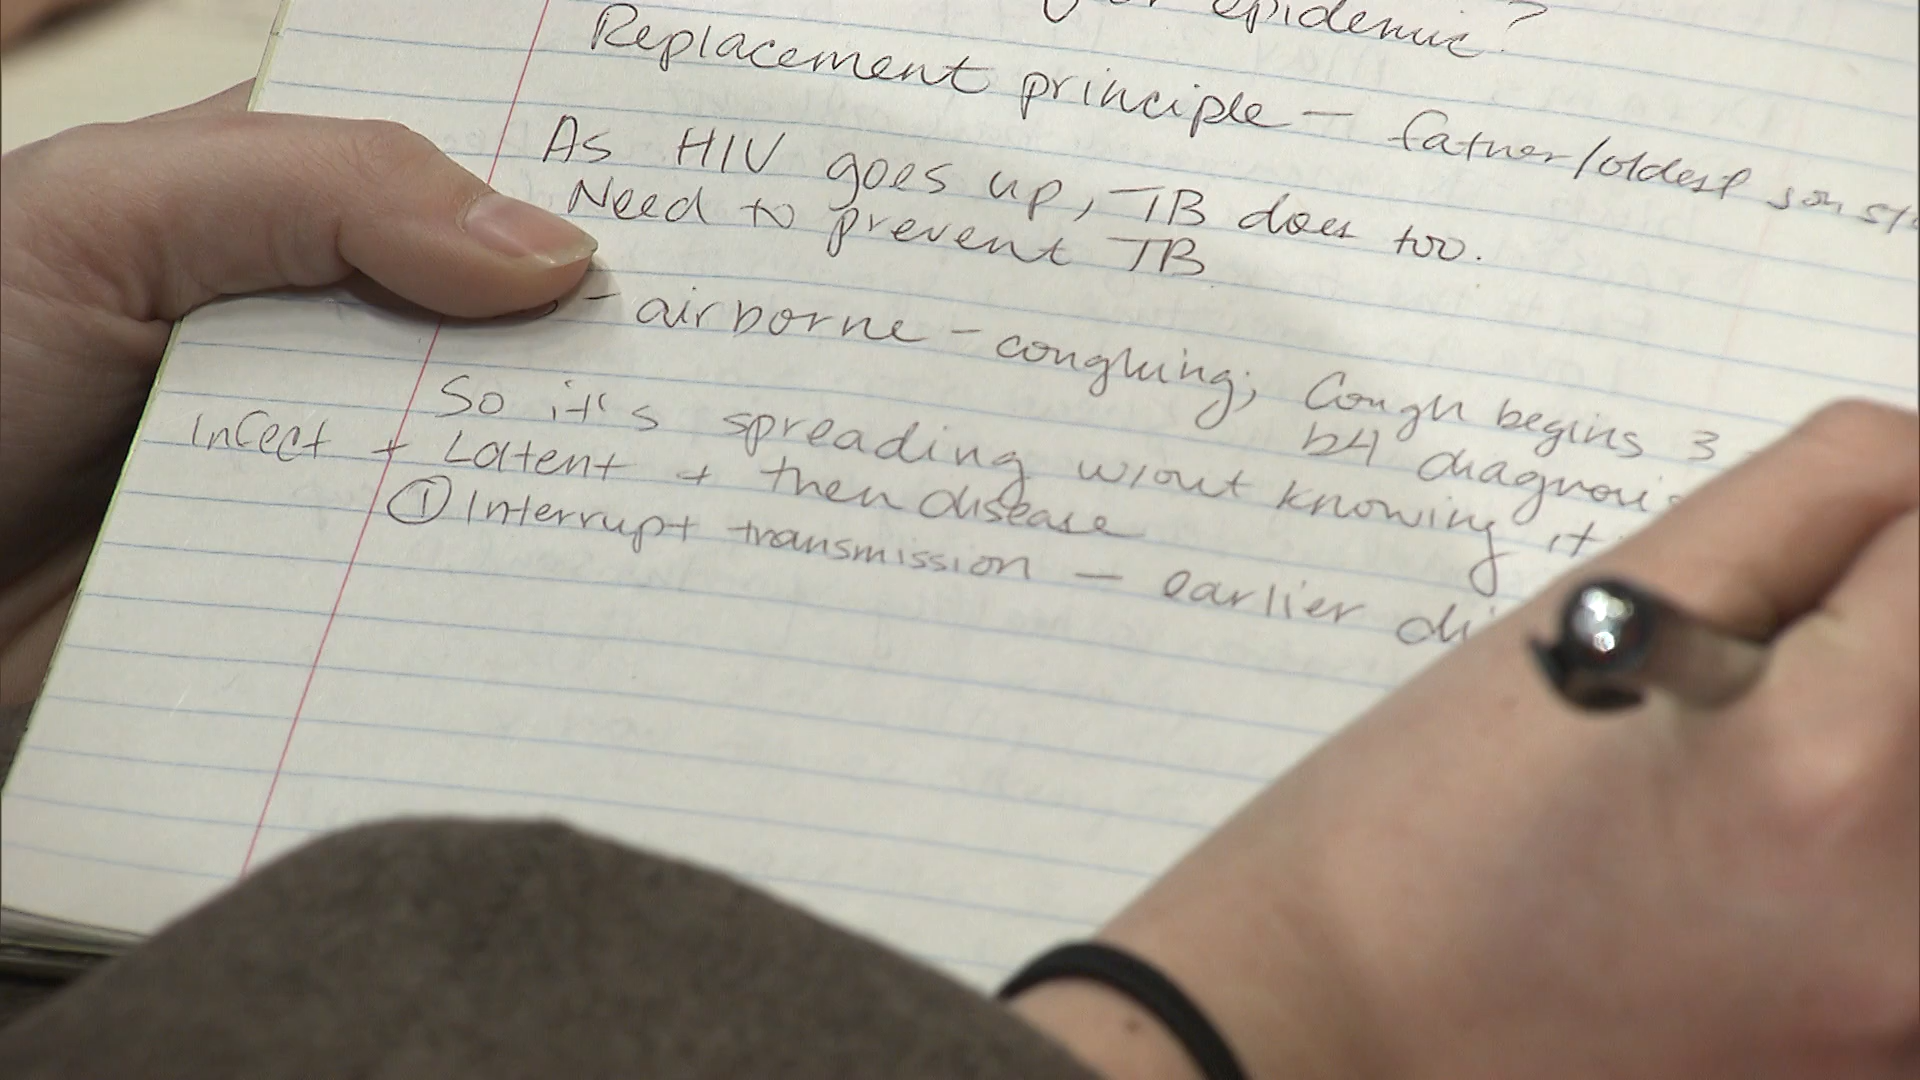 epidemic?
Replacement principle — father/oldest son
As HIV goes up, TB does too.
Need to prevent TB
- airborne - coughing; Cough begins 3
b4 diagnosis
So it's spreading w/out knowing it
Infect + Latent + then disease
① Interrupt transmission — earlier di